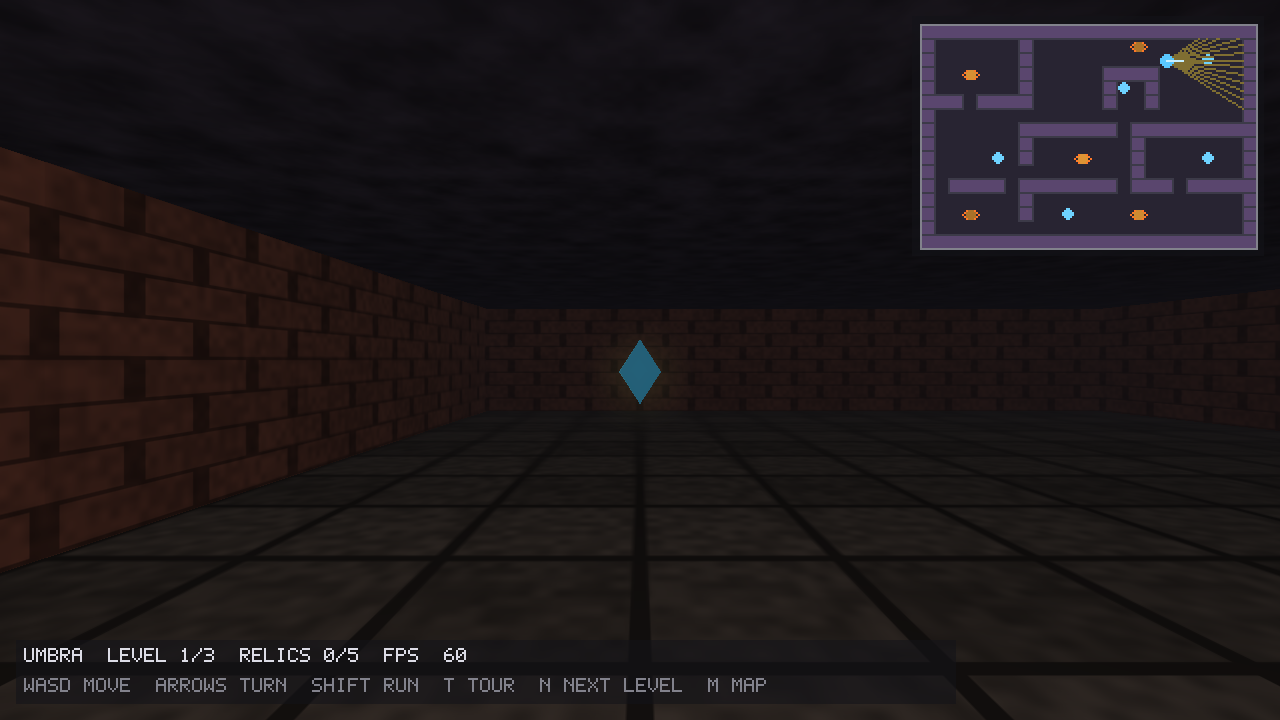 UMBRA  LEVEL 1/3  RELICS 0/5  FPS  60
WASD MOVE  ARROWS TURN  SHIFT RUN  T TOUR  N NEXT LEVEL  M MAP